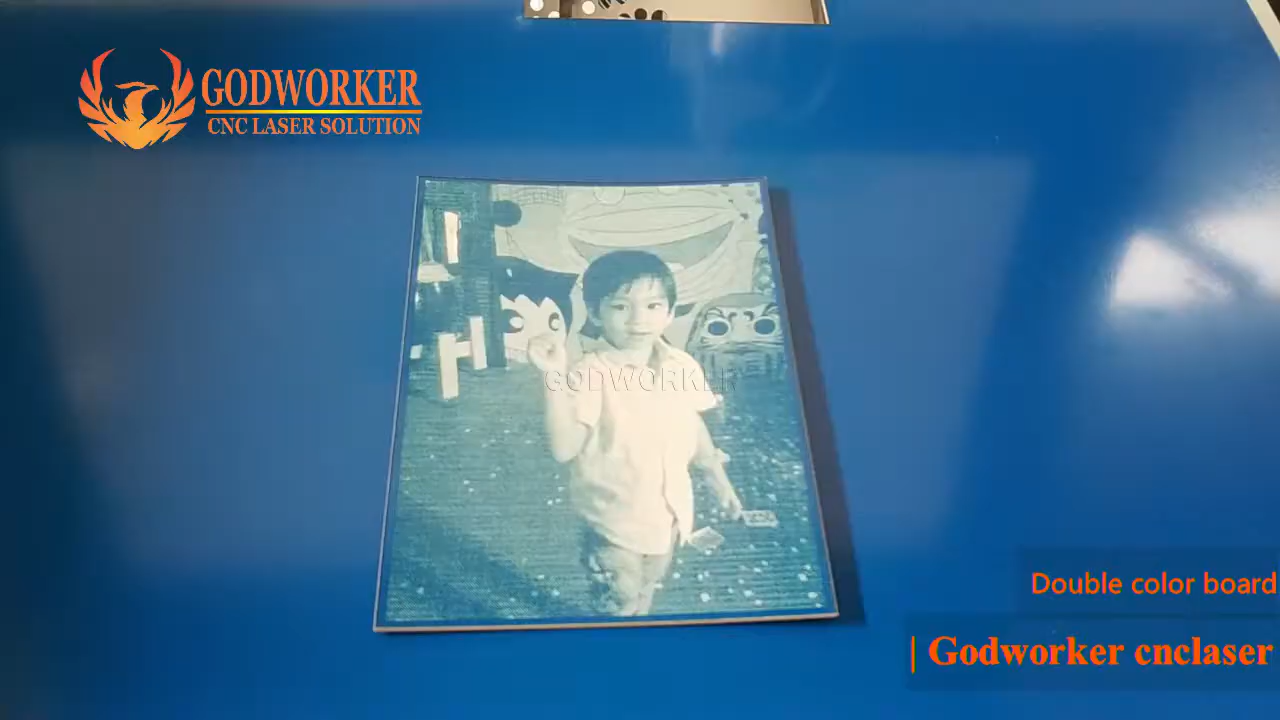 GODWORKER
CNC LASER SOLUTION
GODWORKER
Double color board
| Godworker cnclaser